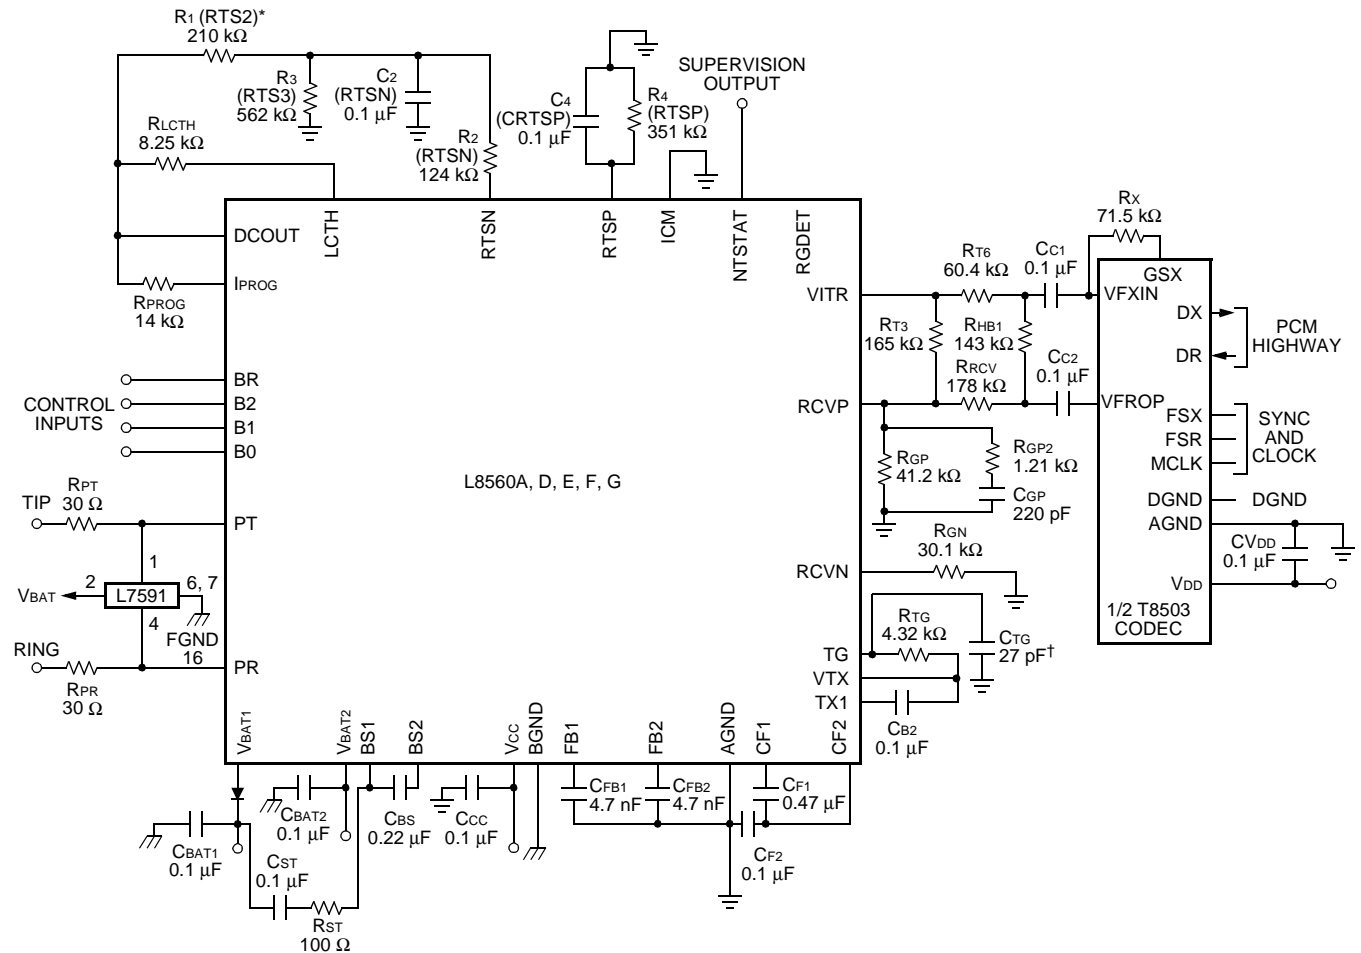 R1 (RTS2)*
210 kΩ
R3
(RTS3)
562 kΩ
C2
(RTSN)
0.1 µF
RLCTH
8.25 kΩ
R2
(RTSN)
124 kΩ
C4
(CRTSP)
0.1 µF
R4
(RTSP)
351 kΩ
SUPERVISION
OUTPUT
LCTH
RTSN
RTSP
ICM
NTSTAT
RGDET
DCOUT
IPROG
RPROG
14 kΩ
BR
B2
B1
B0
CONTROL
INPUTS
RPT
30 Ω
TIP
PT
1
2
6, 7
VBAT
L7591
4
FGND
16
RING
PR
RPR
30 Ω
L8560A, D, E, F, G
VITR
RCVP
RCVN
TG
VTX
TX1
RT6
60.4 kΩ
CC1
0.1 µF
RX
71.5 kΩ
RT3
165 kΩ
RHB1
143 kΩ
RRCV
178 kΩ
CC2
0.1 µF
RGP
41.2 kΩ
RGP2
1.21 kΩ
CGP
220 pF
RGN
30.1 kΩ
RTG
4.32 kΩ
CTG
27 pF†
CB2
0.1 µF
GSX
VFXIN
DX
DR
PCM
HIGHWAY
VFROP
FSX
FSR
MCLK
SYNC
AND
CLOCK
DGND
DGND
AGND
CVDD
0.1 µF
VDD
1/2 T8503
CODEC
VBAT1
VBAT2
BS1
BS2
VCC
BGND
FB1
FB2
AGND
CF1
CF2
CBAT1
0.1 µF
CBAT2
0.1 µF
CBS
0.22 µF
CCC
0.1 µF
CST
0.1 µF
RST
100 Ω
CFB1
4.7 nF
CFB2
4.7 nF
CF1
0.47 µF
CF2
0.1 µF